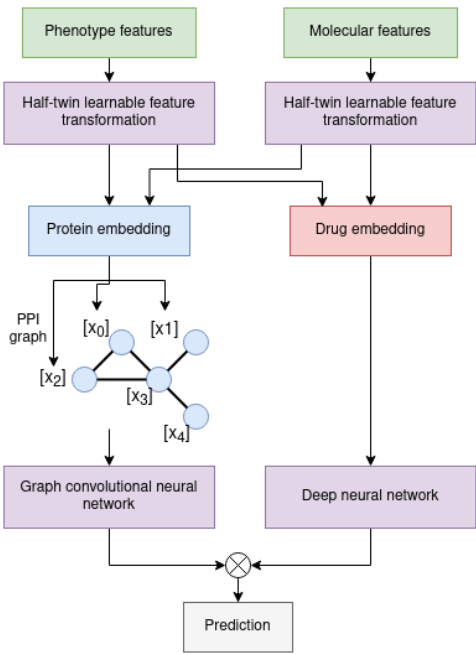 Phenotype features
Molecular features
Half-twin learnable feature
transformation
Half-twin learnable feature
transformation
Protein embedding
Drug embedding
PPI
graph
[x₀]
[x1]
[x₂]
[x₃]
[x₄]
Graph convolutional neural
network
Deep neural network
Prediction